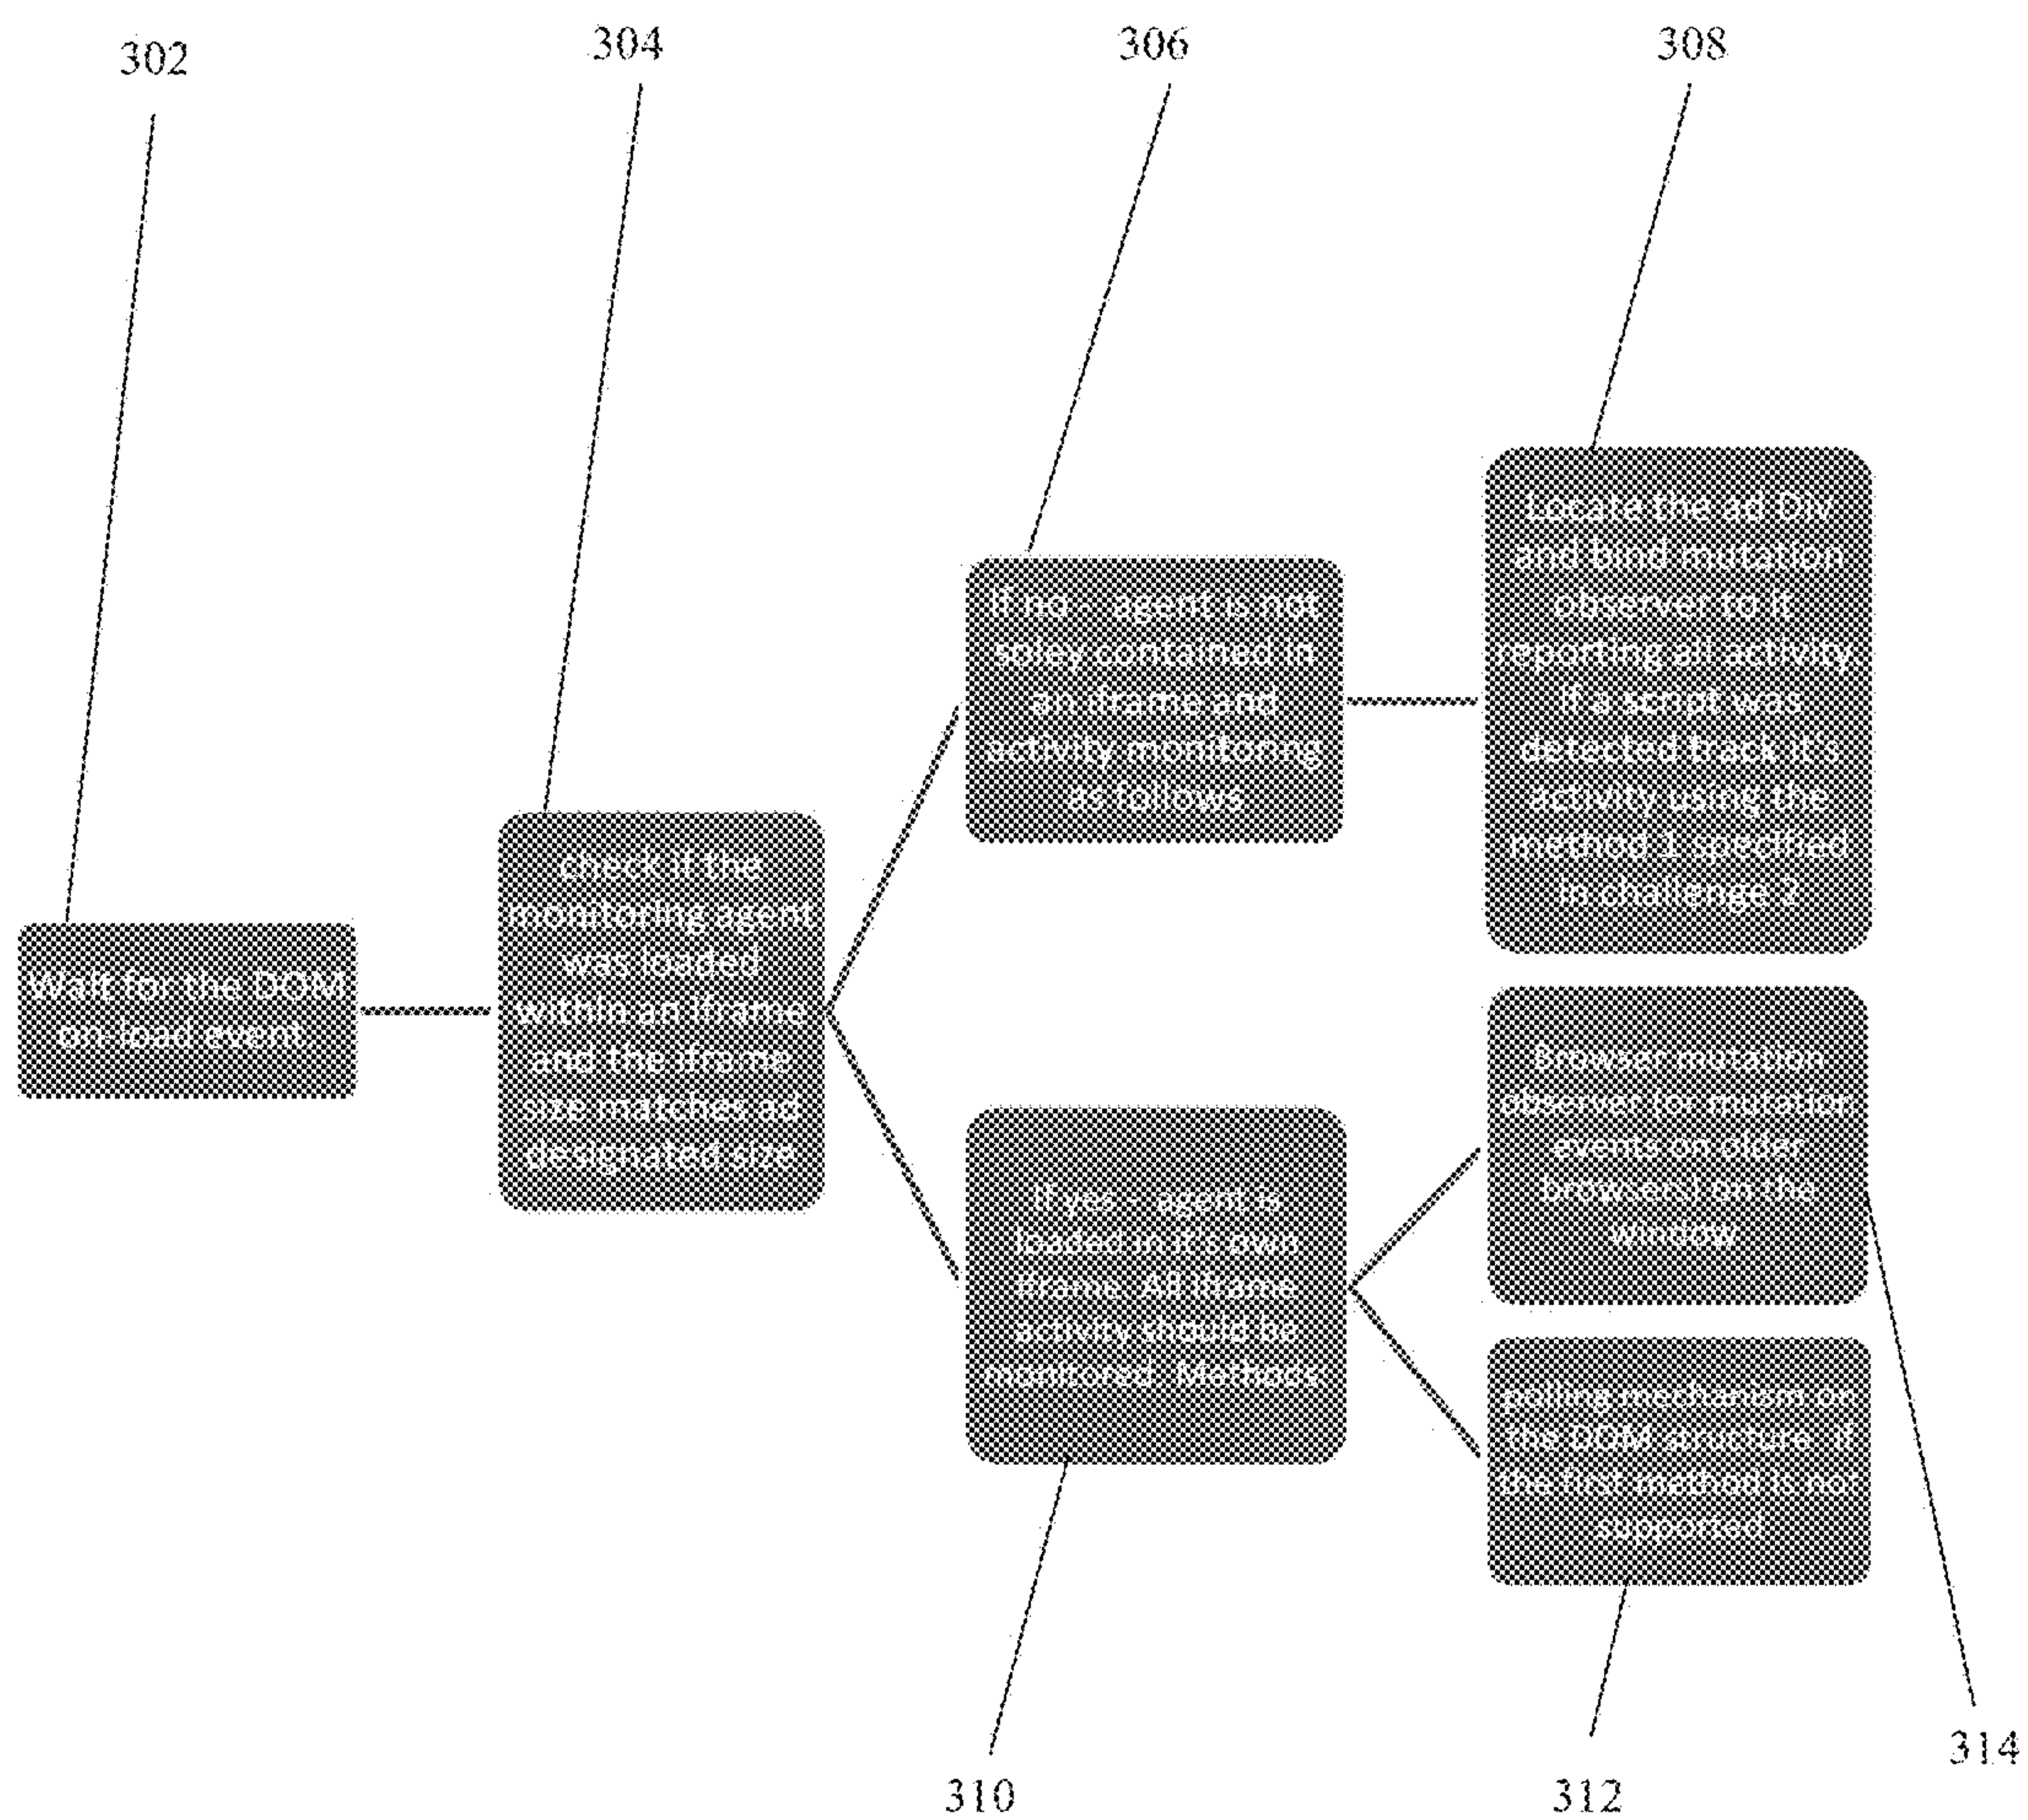 302
304
306
308
Wait for the DOM
on-load event
check if the
monitoring agent
was loaded
within an iframe
and the iframe
size matches ad
designated size
If no - agent is not
soley contained in
an iframe and
activity monitoring
as follows
Locate the ad Div
and bind mutation
observer to it
reporting all activity
if a script was
detected track it's
activity using the
method 1 specified
in challenge 2
If yes - agent is
loaded in it's own
iframe. All iframe
activity should be
monitored. Methods
Browser mutation
observer (or mutation
events on older
browsers) on the
window
polling mechanism on
the DOM structure if
the first method is not
supported
310
312
314